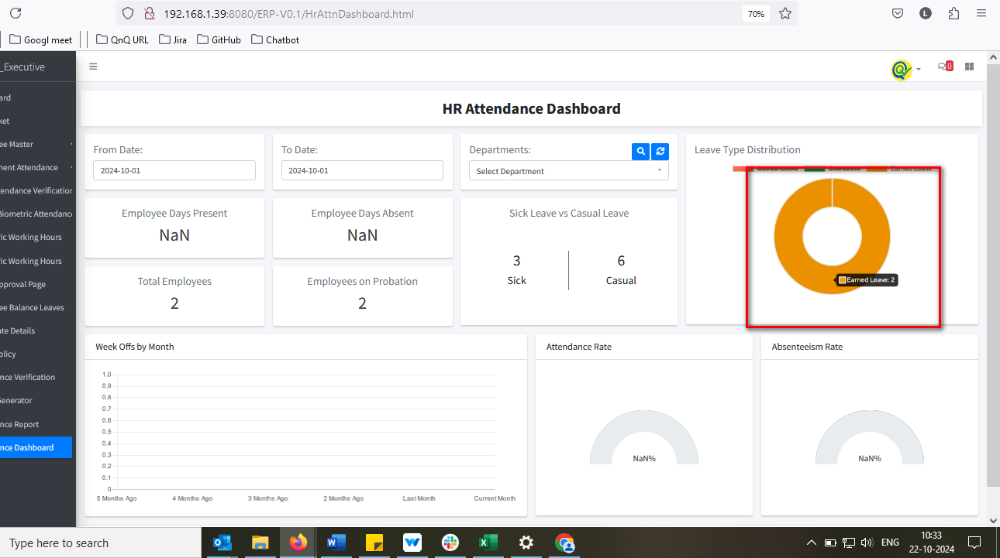 192.168.1.39:8080/ERP-V0.1/HrAttnDashboard.html
70%
L
Googl meet
QnQ URL
Jira
GitHub
Chatbot
_Executive
0
ard
HR Attendance Dashboard
ket
ee Master
nent Attendance
tendance Verification
Biometric Attendanc
ric Working Hours
ric Working Hours
pproval Page
ee Balance Leaves
ate Details
olicy
nce Verification
Generator
nce Report
nce Dashboard
From Date:
2024-10-01
To Date:
2024-10-01
Departments:
Select Department
Leave Type Distribution
Casual Leave
Sick Leave
Earned Leave
Earned Leave: 2
Employee Days Present
NaN
Employee Days Absent
NaN
Sick Leave vs Casual Leave
3
Sick
6
Casual
Total Employees
2
Employees on Probation
2
Week Offs by Month
1.0
0.9
0.8
0.7
0.6
0.5
0.4
0.3
0.2
0.1
0
5 Months Ago
4 Months Ago
3 Months Ago
2 Months Ago
Last Month
Current Month
Attendance Rate
NaN%
Absenteeism Rate
NaN%
Type here to search
ENG
10:33
22-10-2024